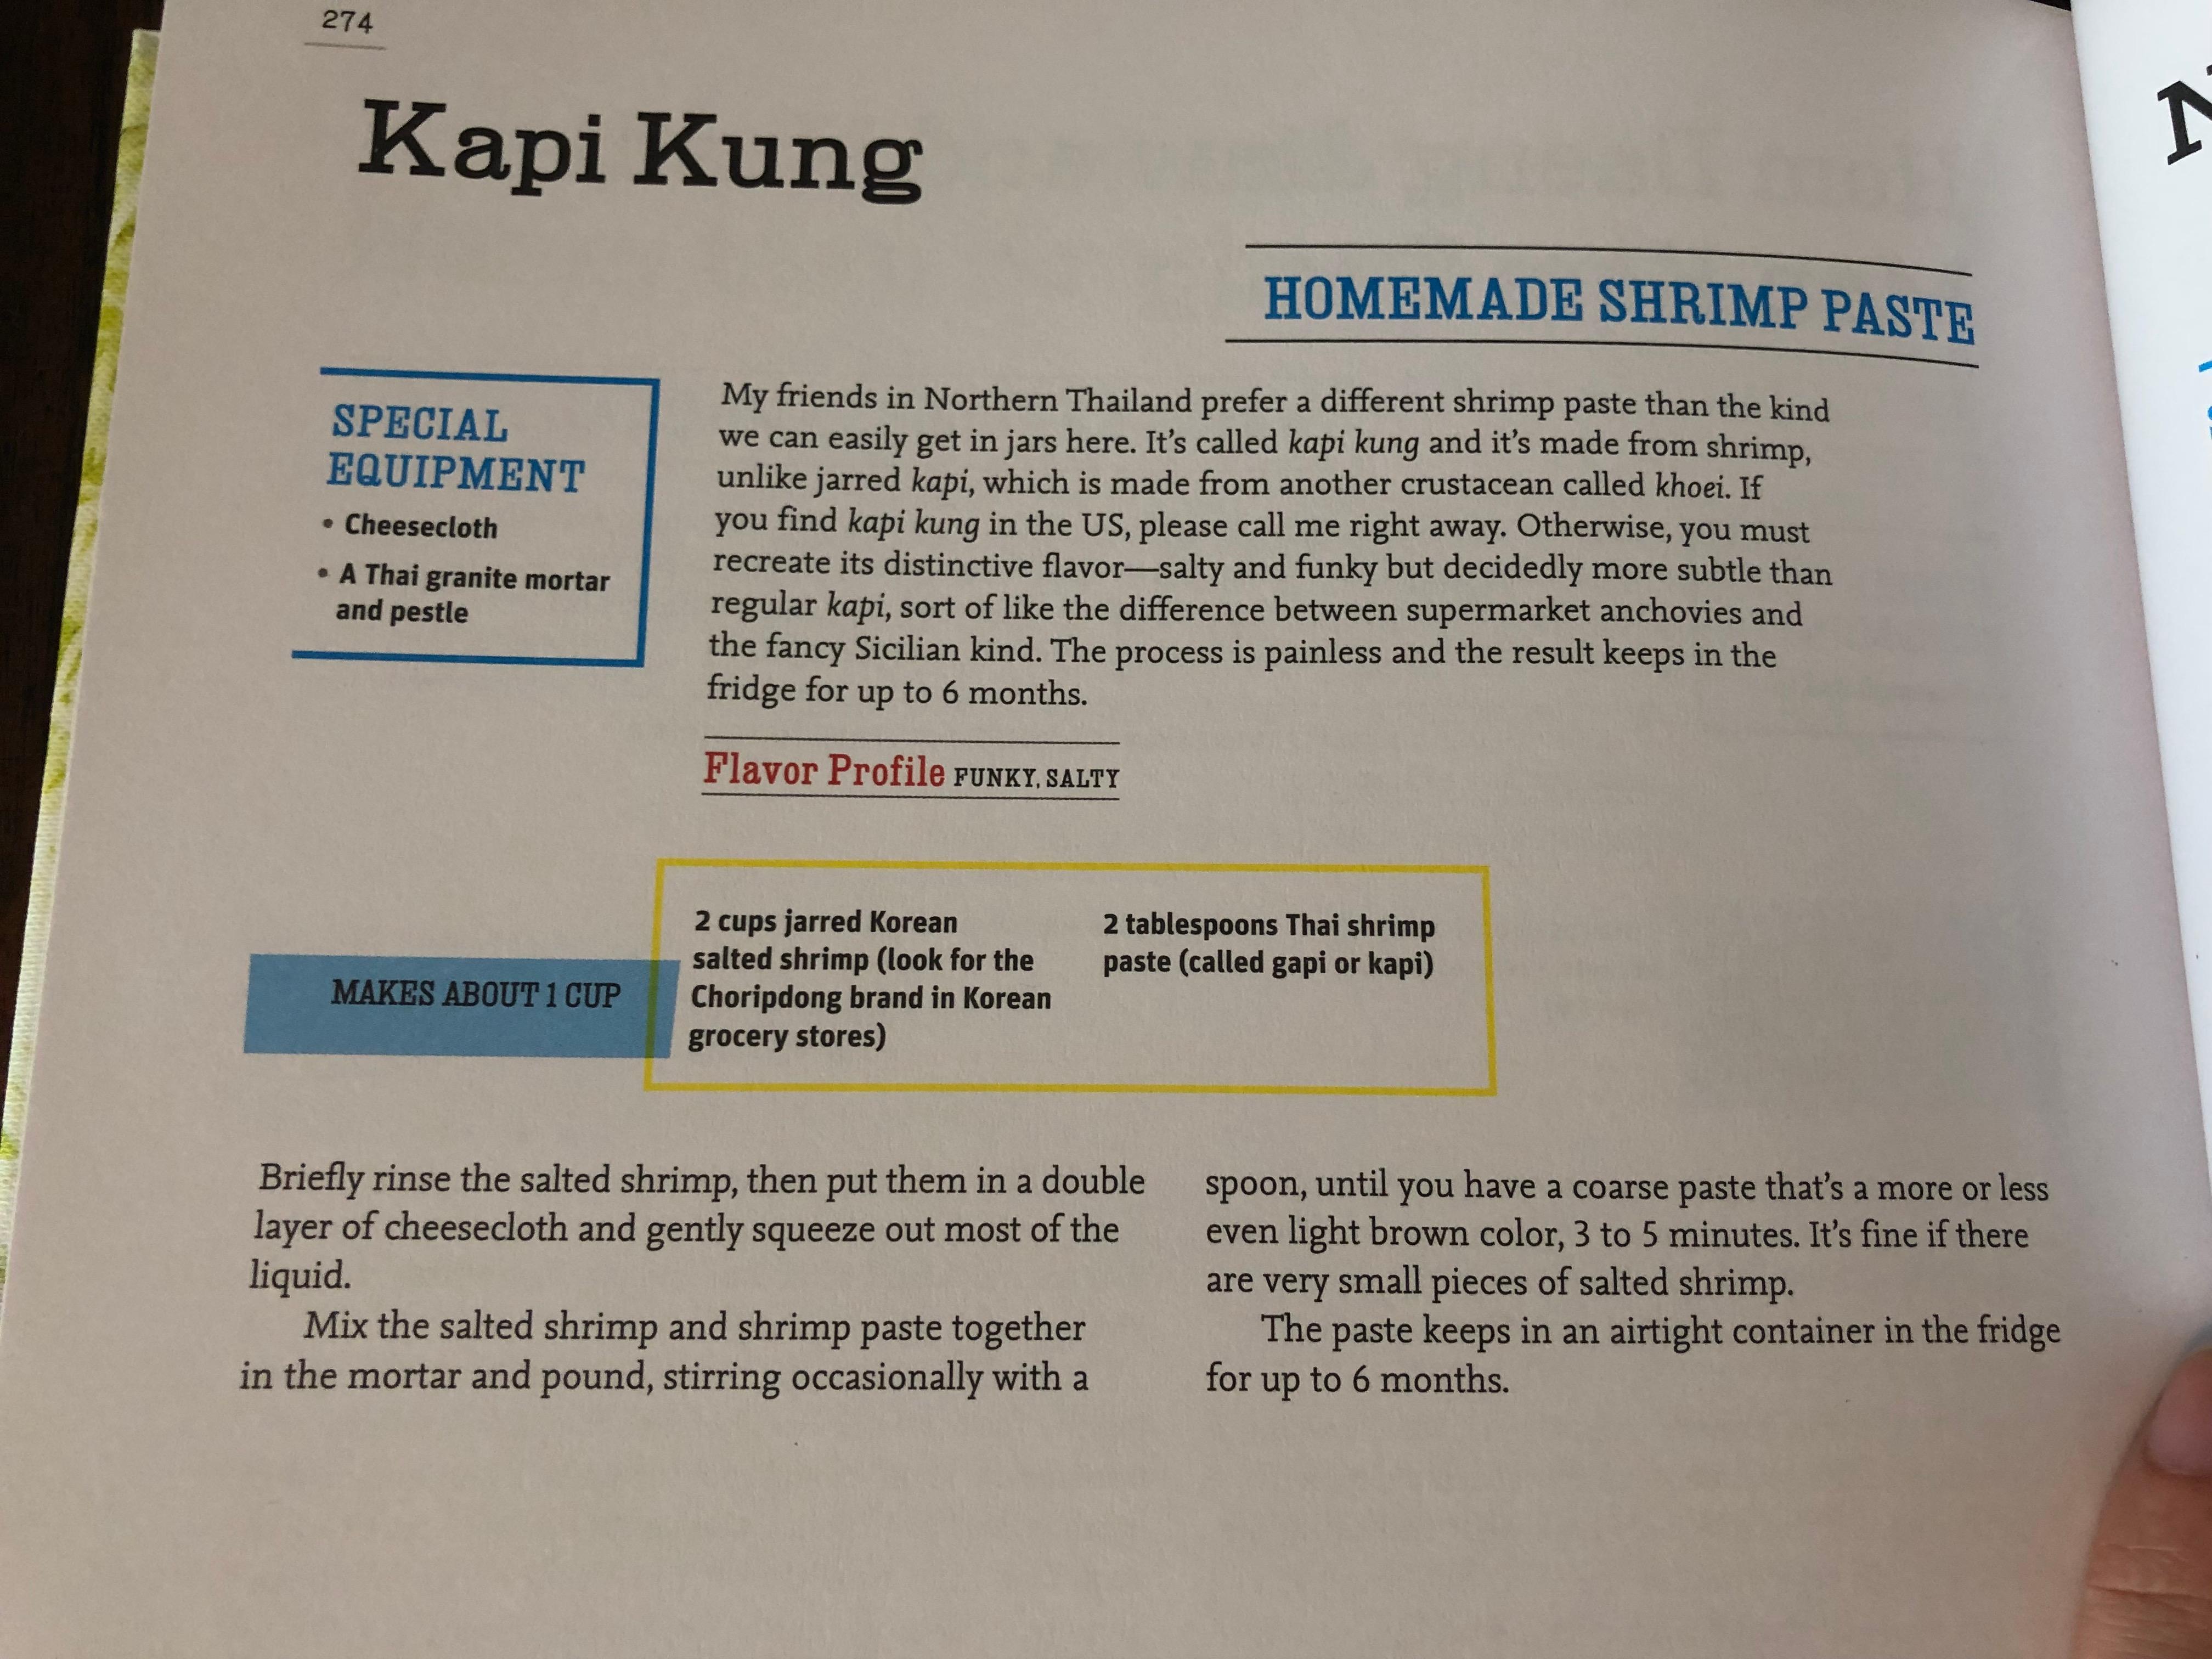 274
Kapi Kung
HOMEMADE SHRIMP PASTE
SPECIAL
EQUIPMENT
• Cheesecloth
• A Thai granite mortar
and pestle
My friends in Northern Thailand prefer a different shrimp paste than the kind
we can easily get in jars here. It's called kapi kung and it's made from shrimp,
unlike jarred kapi, which is made from another crustacean called khoei. If
you find kapi kung in the US, please call me right away. Otherwise, you must
recreate its distinctive flavor—salty and funky but decidedly more subtle than
regular kapi, sort of like the difference between supermarket anchovies and
the fancy Sicilian kind. The process is painless and the result keeps in the
fridge for up to 6 months.
Flavor Profile FUNKY, SALTY
MAKES ABOUT 1 CUP
2 cups jarred Korean
salted shrimp (look for the
Choripdong brand in Korean
grocery stores)
2 tablespoons Thai shrimp
paste (called gapi or kapi)
Briefly rinse the salted shrimp, then put them in a double
layer of cheesecloth and gently squeeze out most of the
liquid.
Mix the salted shrimp and shrimp paste together
in the mortar and pound, stirring occasionally with a
spoon, until you have a coarse paste that's a more or less
even light brown color, 3 to 5 minutes. It's fine if there
are very small pieces of salted shrimp.
The paste keeps in an airtight container in the fridge
for up to 6 months.